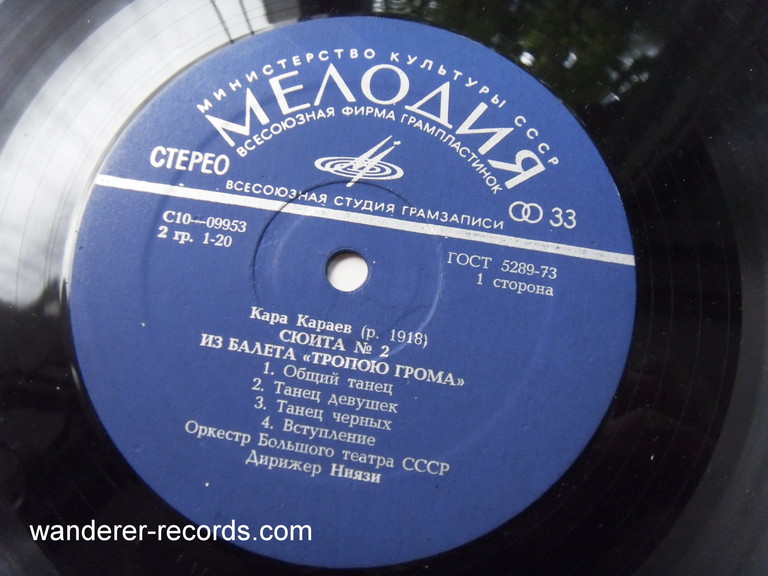 МИНИСТЕРСТВО КУЛЬТУРЫ СССР
МЕЛОДИЯ
ВСЕСОЮЗНАЯ ФИРМА ГРАМПЛАСТИНОК
СТЕРЕО
ВСЕСОЮЗНАЯ СТУДИЯ ГРАМЗАПИСИ
33
С10—09953
2 гр. 1-20
ГОСТ 5289-73
1 сторона
Кара Караев (р. 1918)
СЮИТА № 2
ИЗ БАЛЕТА «ТРОПОЮ ГРОМА»
1. Общий танец
2. Танец девушек
3. Танец черных
4. Вступление
Оркестр Большого театра СССР
Дирижер Ниязи
wanderer-records.com